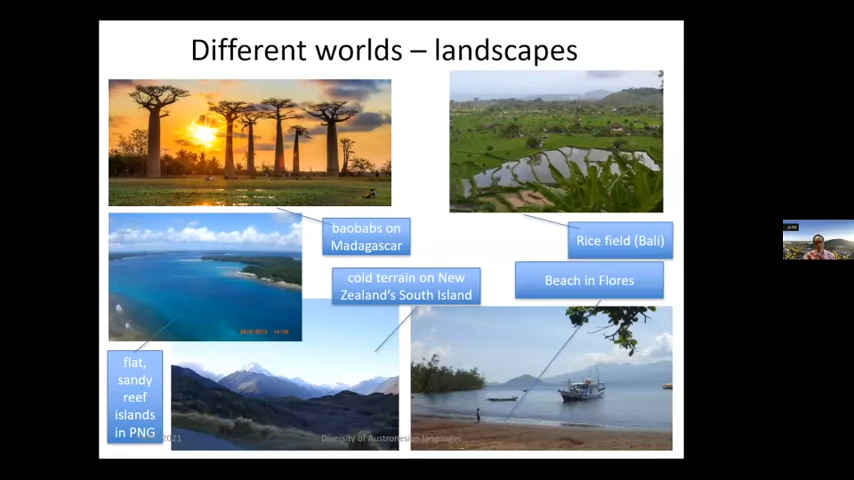 Different worlds – landscapes
baobabs on
Madagascar
Rice field (Bali)
cold terrain on New
Zealand's South Island
Beach in Flores
flat,
sandy
reef
islands
in PNG
2021
Diversity of Austronesian languages